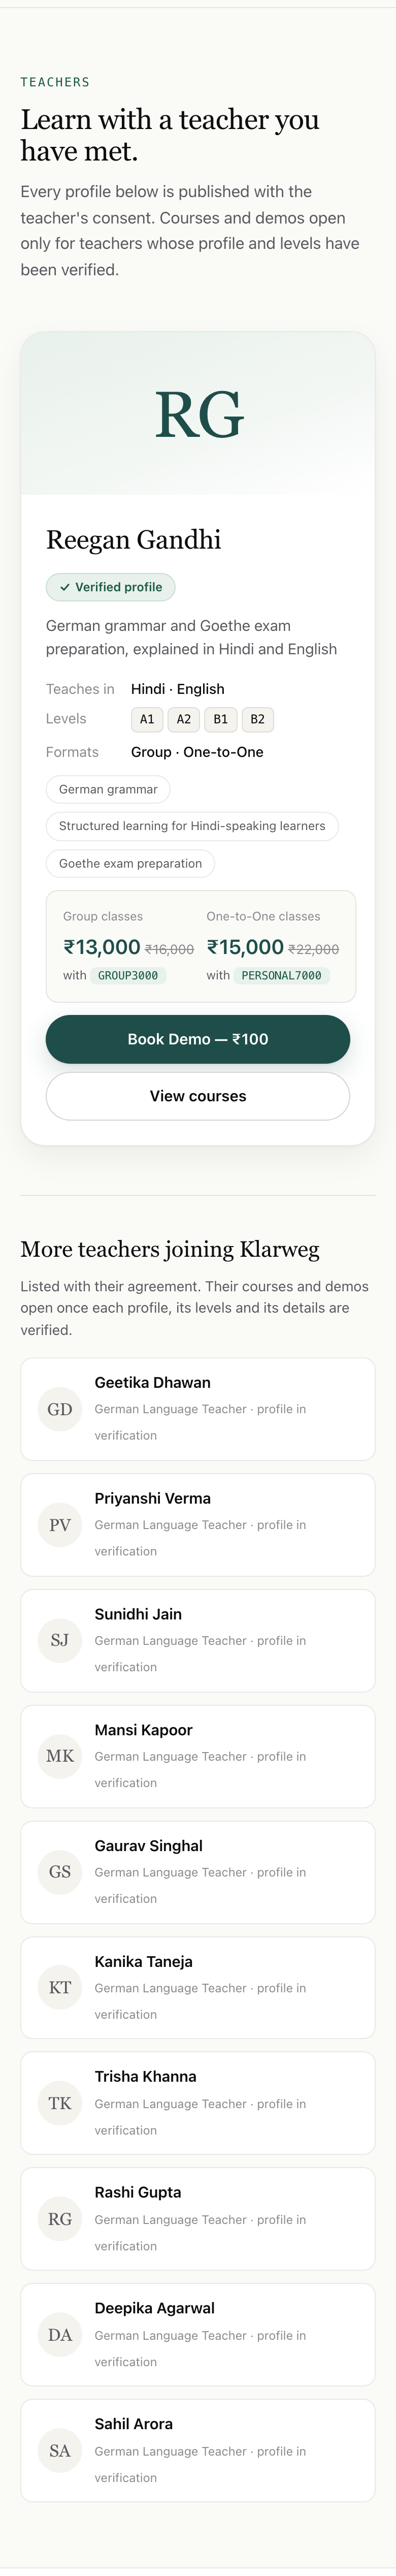 TEACHERS
Learn with a teacher you
have met.
Every profile below is published with the
teacher's consent. Courses and demos open
only for teachers whose profile and levels have
been verified.
RG
Reegan Gandhi
✓ Verified profile
German grammar and Goethe exam
preparation, explained in Hindi and English
Teaches in Hindi · English
Levels A1 A2 B1 B2
Formats Group · One-to-One
German grammar
Structured learning for Hindi-speaking learners
Goethe exam preparation
Group classes One-to-One classes
₹13,000 ₹16,000 ₹15,000 ₹22,000
with GROUP3000 with PERSONAL7000
Book Demo — ₹100
View courses
More teachers joining Klarweg
Listed with their agreement. Their courses and demos
open once each profile, its levels and its details are
verified.
GD
Geetika Dhawan
German Language Teacher · profile in
verification
PV
Priyanshi Verma
German Language Teacher · profile in
verification
SJ
Sunidhi Jain
German Language Teacher · profile in
verification
MK
Mansi Kapoor
German Language Teacher · profile in
verification
GS
Gaurav Singhal
German Language Teacher · profile in
verification
KT
Kanika Taneja
German Language Teacher · profile in
verification
TK
Trisha Khanna
German Language Teacher · profile in
verification
RG
Rashi Gupta
German Language Teacher · profile in
verification
DA
Deepika Agarwal
German Language Teacher · profile in
verification
SA
Sahil Arora
German Language Teacher · profile in
verification